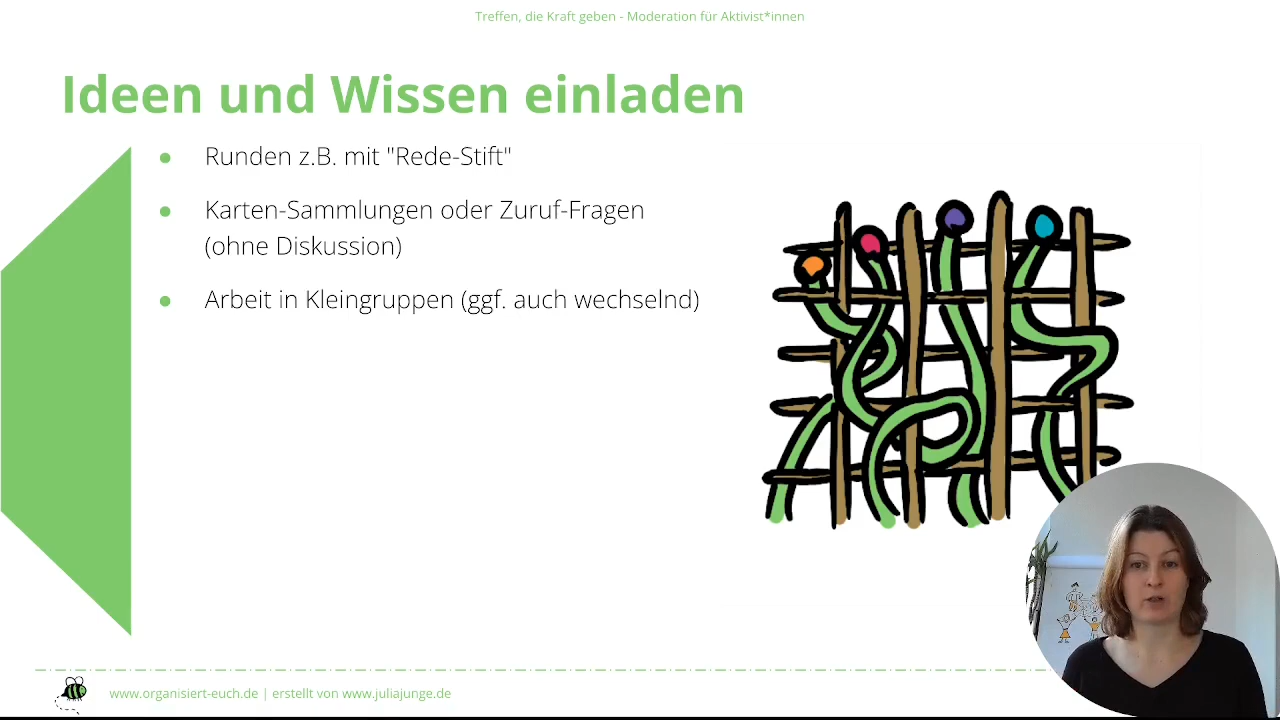 Treffen, die Kraft geben - Moderation für Aktivist*innen
Ideen und Wissen einladen
Runden z.B. mit "Rede-Stift"
Karten-Sammlungen oder Zuruf-Fragen
(ohne Diskussion)
Arbeit in Kleingruppen (ggf. auch wechselnd)
www.organisiert-euch.de | erstellt von www.juliajunge.de